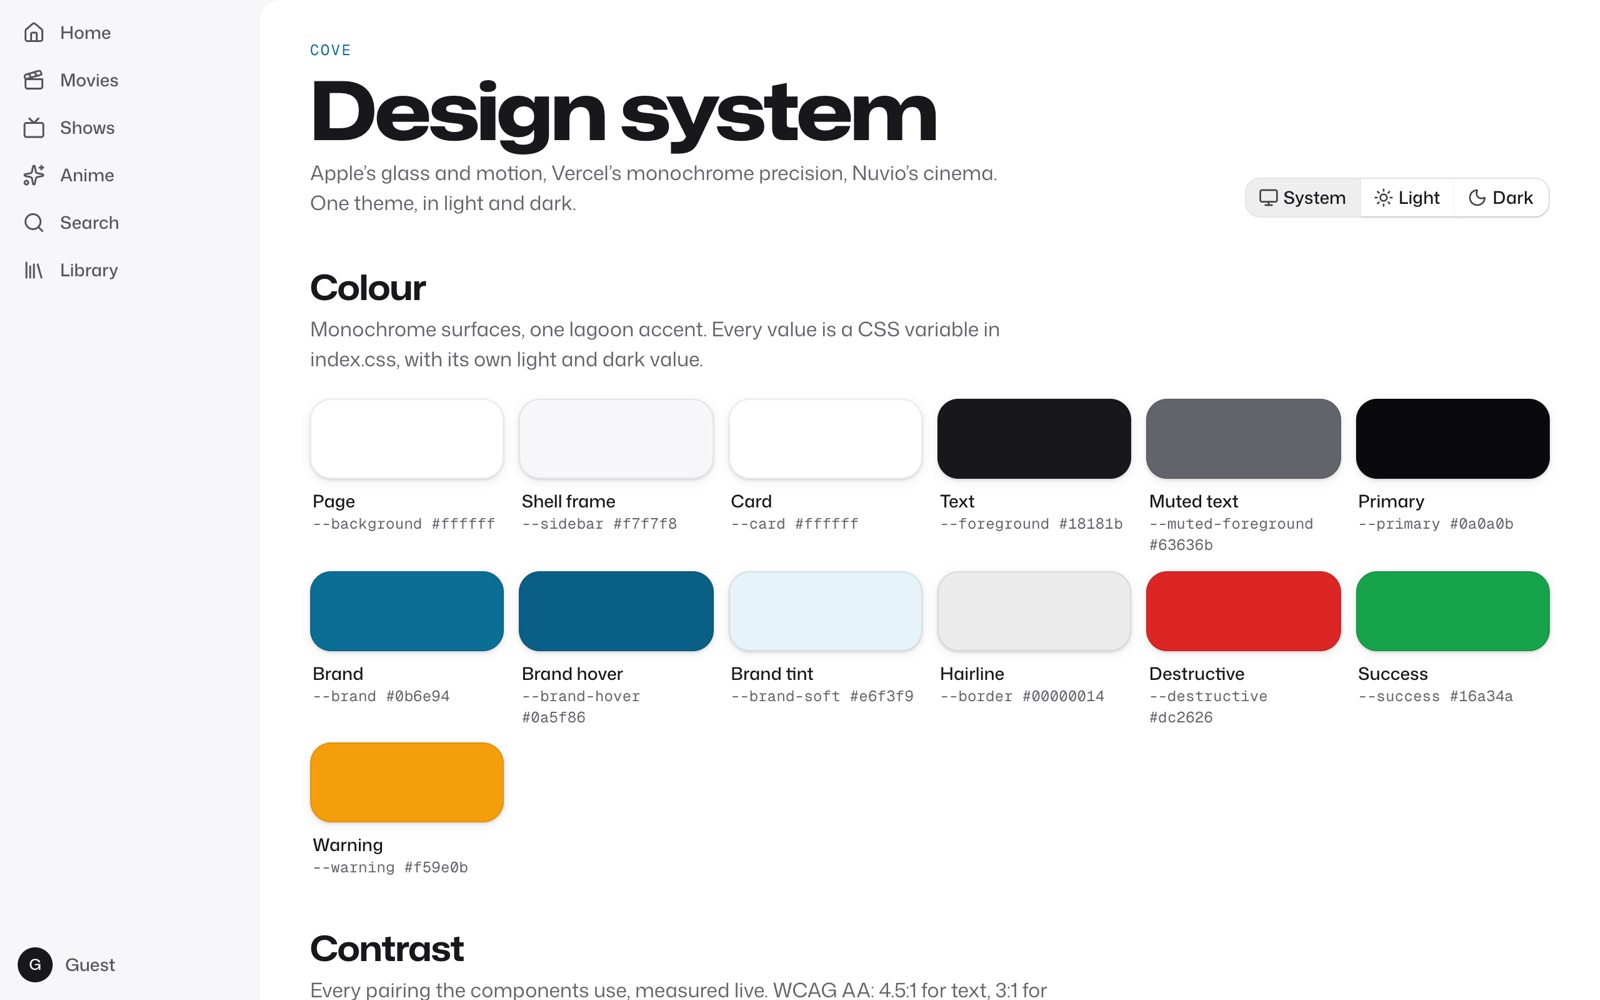 Home
Movies
Shows
Anime
Search
Library
G
Guest
COVE
Design system
Apple’s glass and motion, Vercel’s monochrome precision, Nuvio’s cinema.
One theme, in light and dark.
System
Light
Dark
Colour
Monochrome surfaces, one lagoon accent. Every value is a CSS variable in
index.css, with its own light and dark value.
Page
--background #ffffff
Shell frame
--sidebar #f7f7f8
Card
--card #ffffff
Text
--foreground #18181b
Muted text
--muted-foreground
#63636b
Primary
--primary #0a0a0b
Brand
--brand #0b6e94
Brand hover
--brand-hover
#0a5f86
Brand tint
--brand-soft #e6f3f9
Hairline
--border #00000014
Destructive
--destructive
#dc2626
Success
--success #16a34a
Warning
--warning #f59e0b
Contrast
Every pairing the components use, measured live. WCAG AA: 4.5:1 for text, 3:1 for